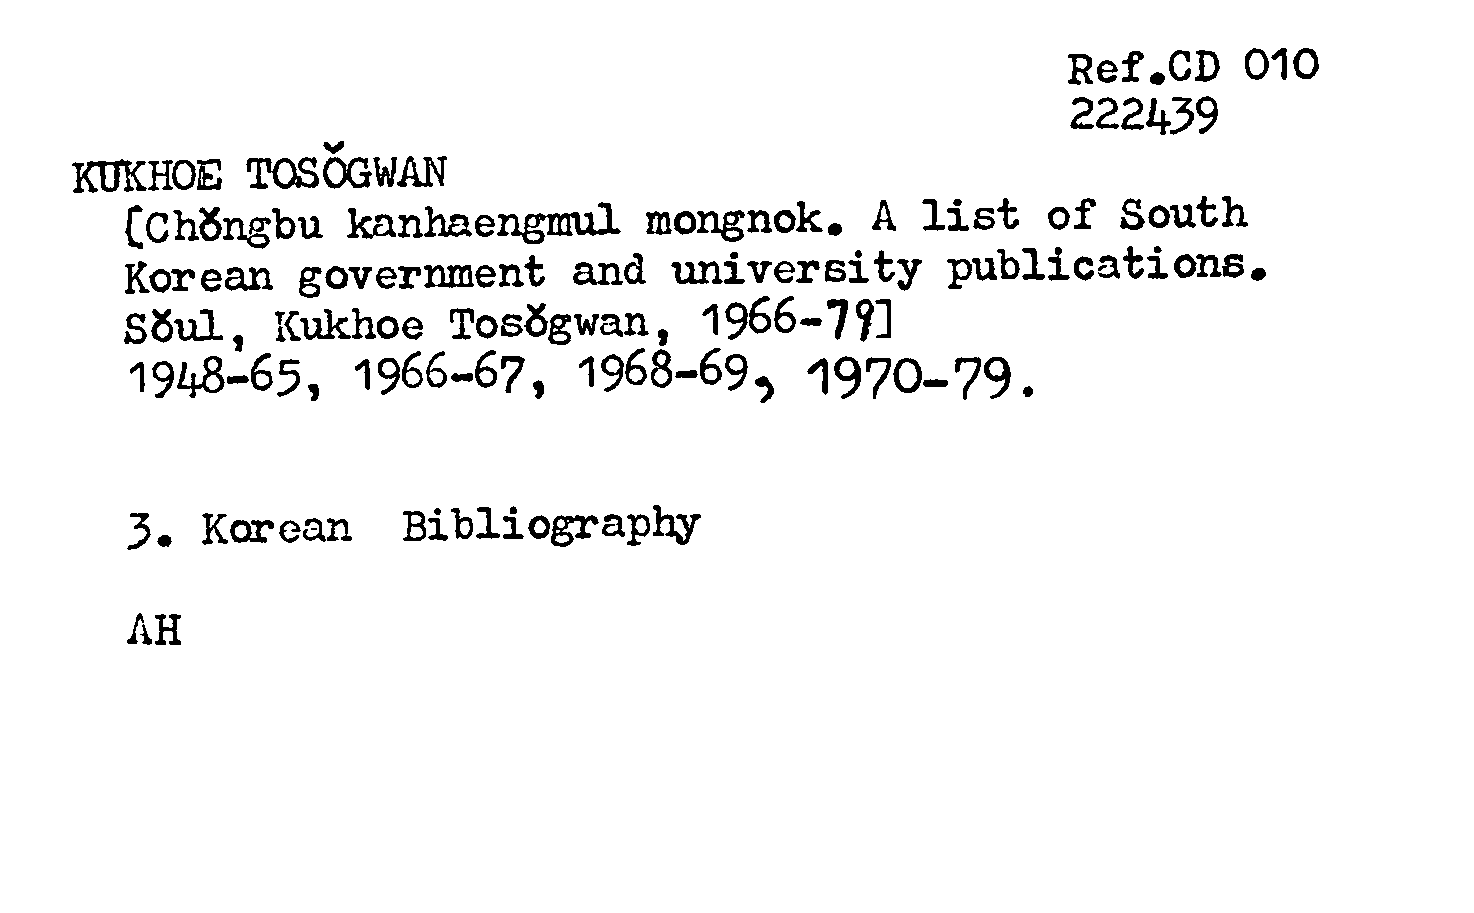 Ref.CD 010
222439
KUKHOE TOSŎGWAN
[Chŏngbu kanhaengmul mongnok. A list of South
Korean government and university publications.
Sŏul, Kukhoe Tosŏgwan, 1966-79]
1948-65, 1966-67, 1968-69, 1970-79.
3. Korean Bibliography
AH